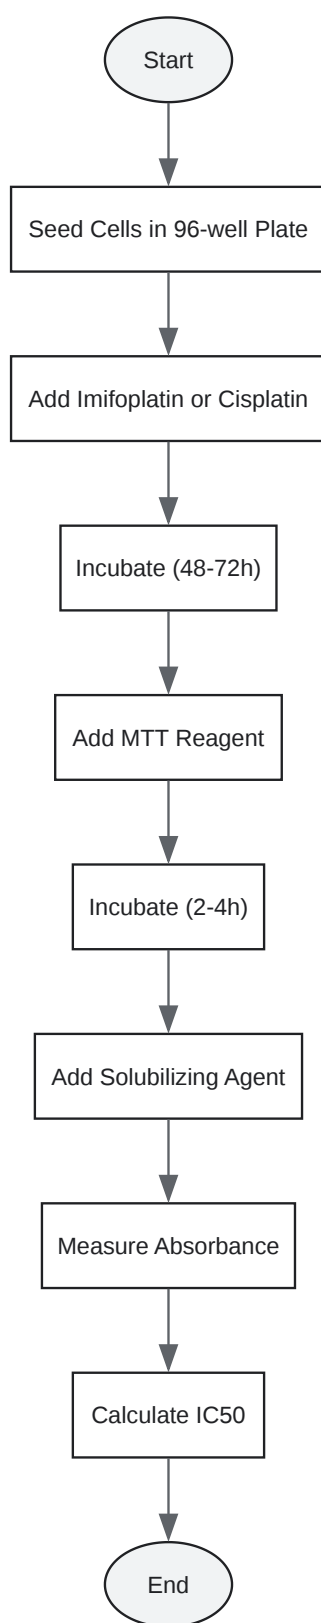 Start
Seed Cells in 96-well Plate
Add Imifoplatin or Cisplatin
Incubate (48-72h)
Add MTT Reagent
Incubate (2-4h)
Add Solubilizing Agent
Measure Absorbance
Calculate IC50
End